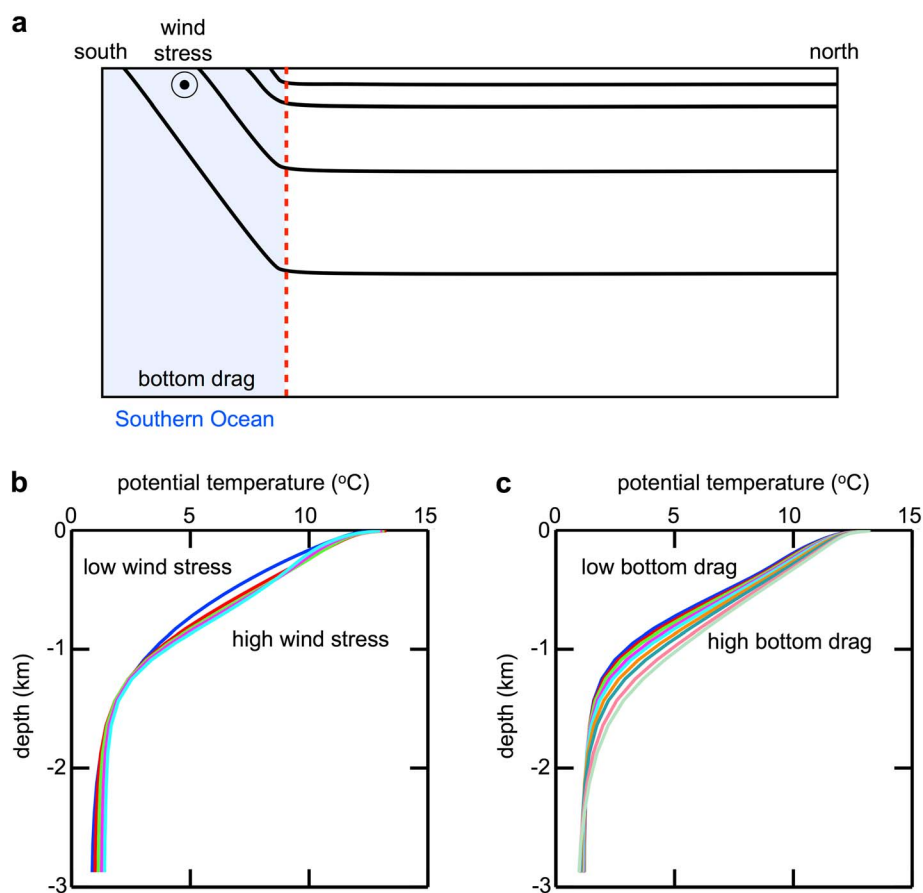 a
wind
stress
south
north
bottom drag
Southern Ocean
b
potential temperature (°C)
0
5
10
15
0
-1
-2
-3
depth (km)
low wind stress
high wind stress
c
potential temperature (°C)
0
5
10
15
0
-1
-2
-3
depth (km)
low bottom drag
high bottom drag